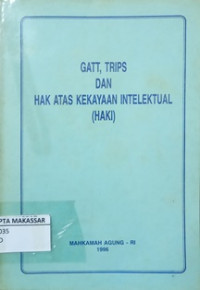 GATT, TRIPS
DAN
HAK ATAS KEKAYAAN INTELEKTUAL
(HAKI)
PTA MAKASSAR
035
MAHKAMAH AGUNG - RI
1998